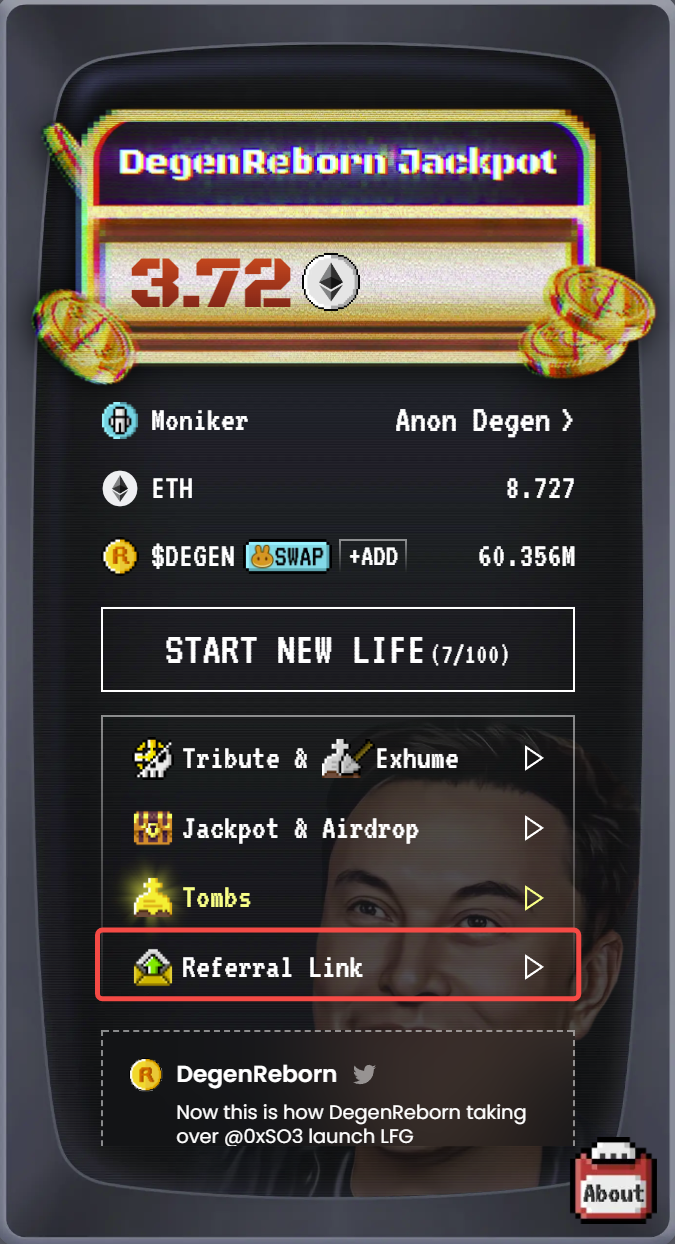 DegenReborn Jackpot
3.72
Moniker Anon Degen
ETH 8.727
R $DEGEN SWAP +ADD 60.356M
START NEW LIFE (7/100)
Tribute & Exhume
Jackpot & Airdrop
Tombs
Referral Link
R DegenReborn
Now this is how DegenReborn taking
over @0xSO3 launch LFG
About